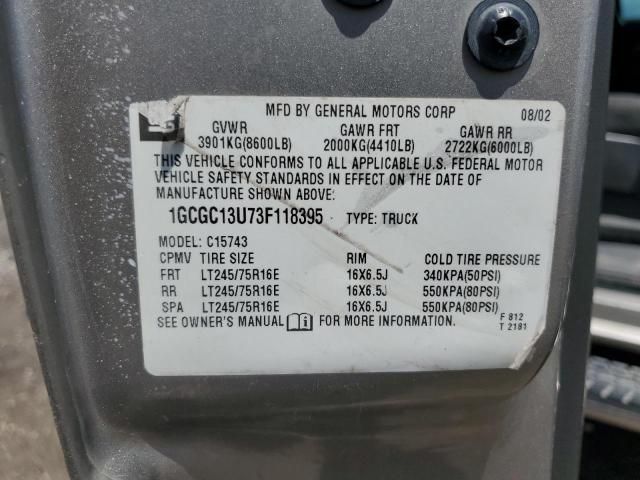 MFD BY GENERAL MOTORS CORP 08/02
GVWR GAWR FRT GAWR RR
3901KG(8600LB) 2000KG(4410LB) 2722KG(6000LB)
THIS VEHICLE CONFORMS TO ALL APPLICABLE U.S. FEDERAL MOTOR
VEHICLE SAFETY STANDARDS IN EFFECT ON THE DATE OF
MANUFACTURE SHOWN ABOVE:
1GCGC13U73F118395 TYPE: TRUCK
MODEL: C15743
CPMV TIRE SIZE RIM COLD TIRE PRESSURE
FRT LT245/75R16E 16X6.5J 340KPA(50PSI)
RR LT245/75R16E 16X6.5J 550KPA(80PSI)
SPA LT245/75R16E 16X6.5J 550KPA(80PSI)
SEE OWNER'S MANUAL FOR MORE INFORMATION.
F 812
T 2181